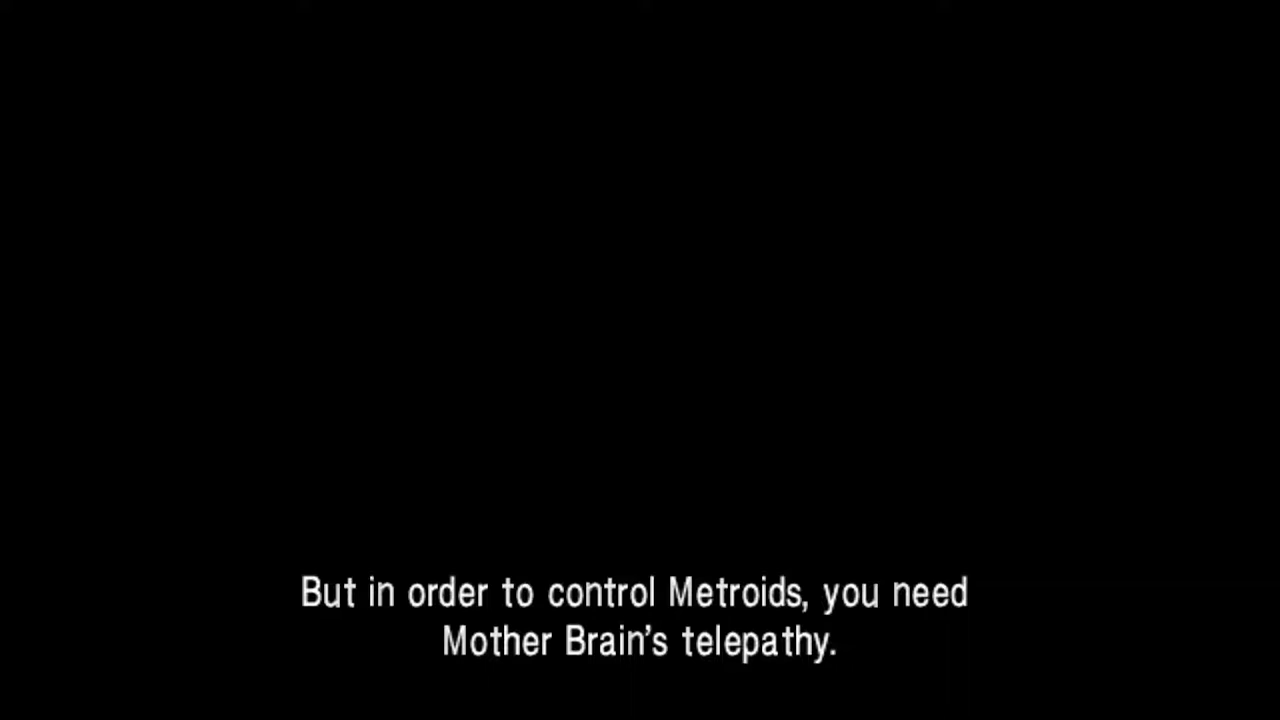 But in order to control Metroids, you need
Mother Brain's telepathy.